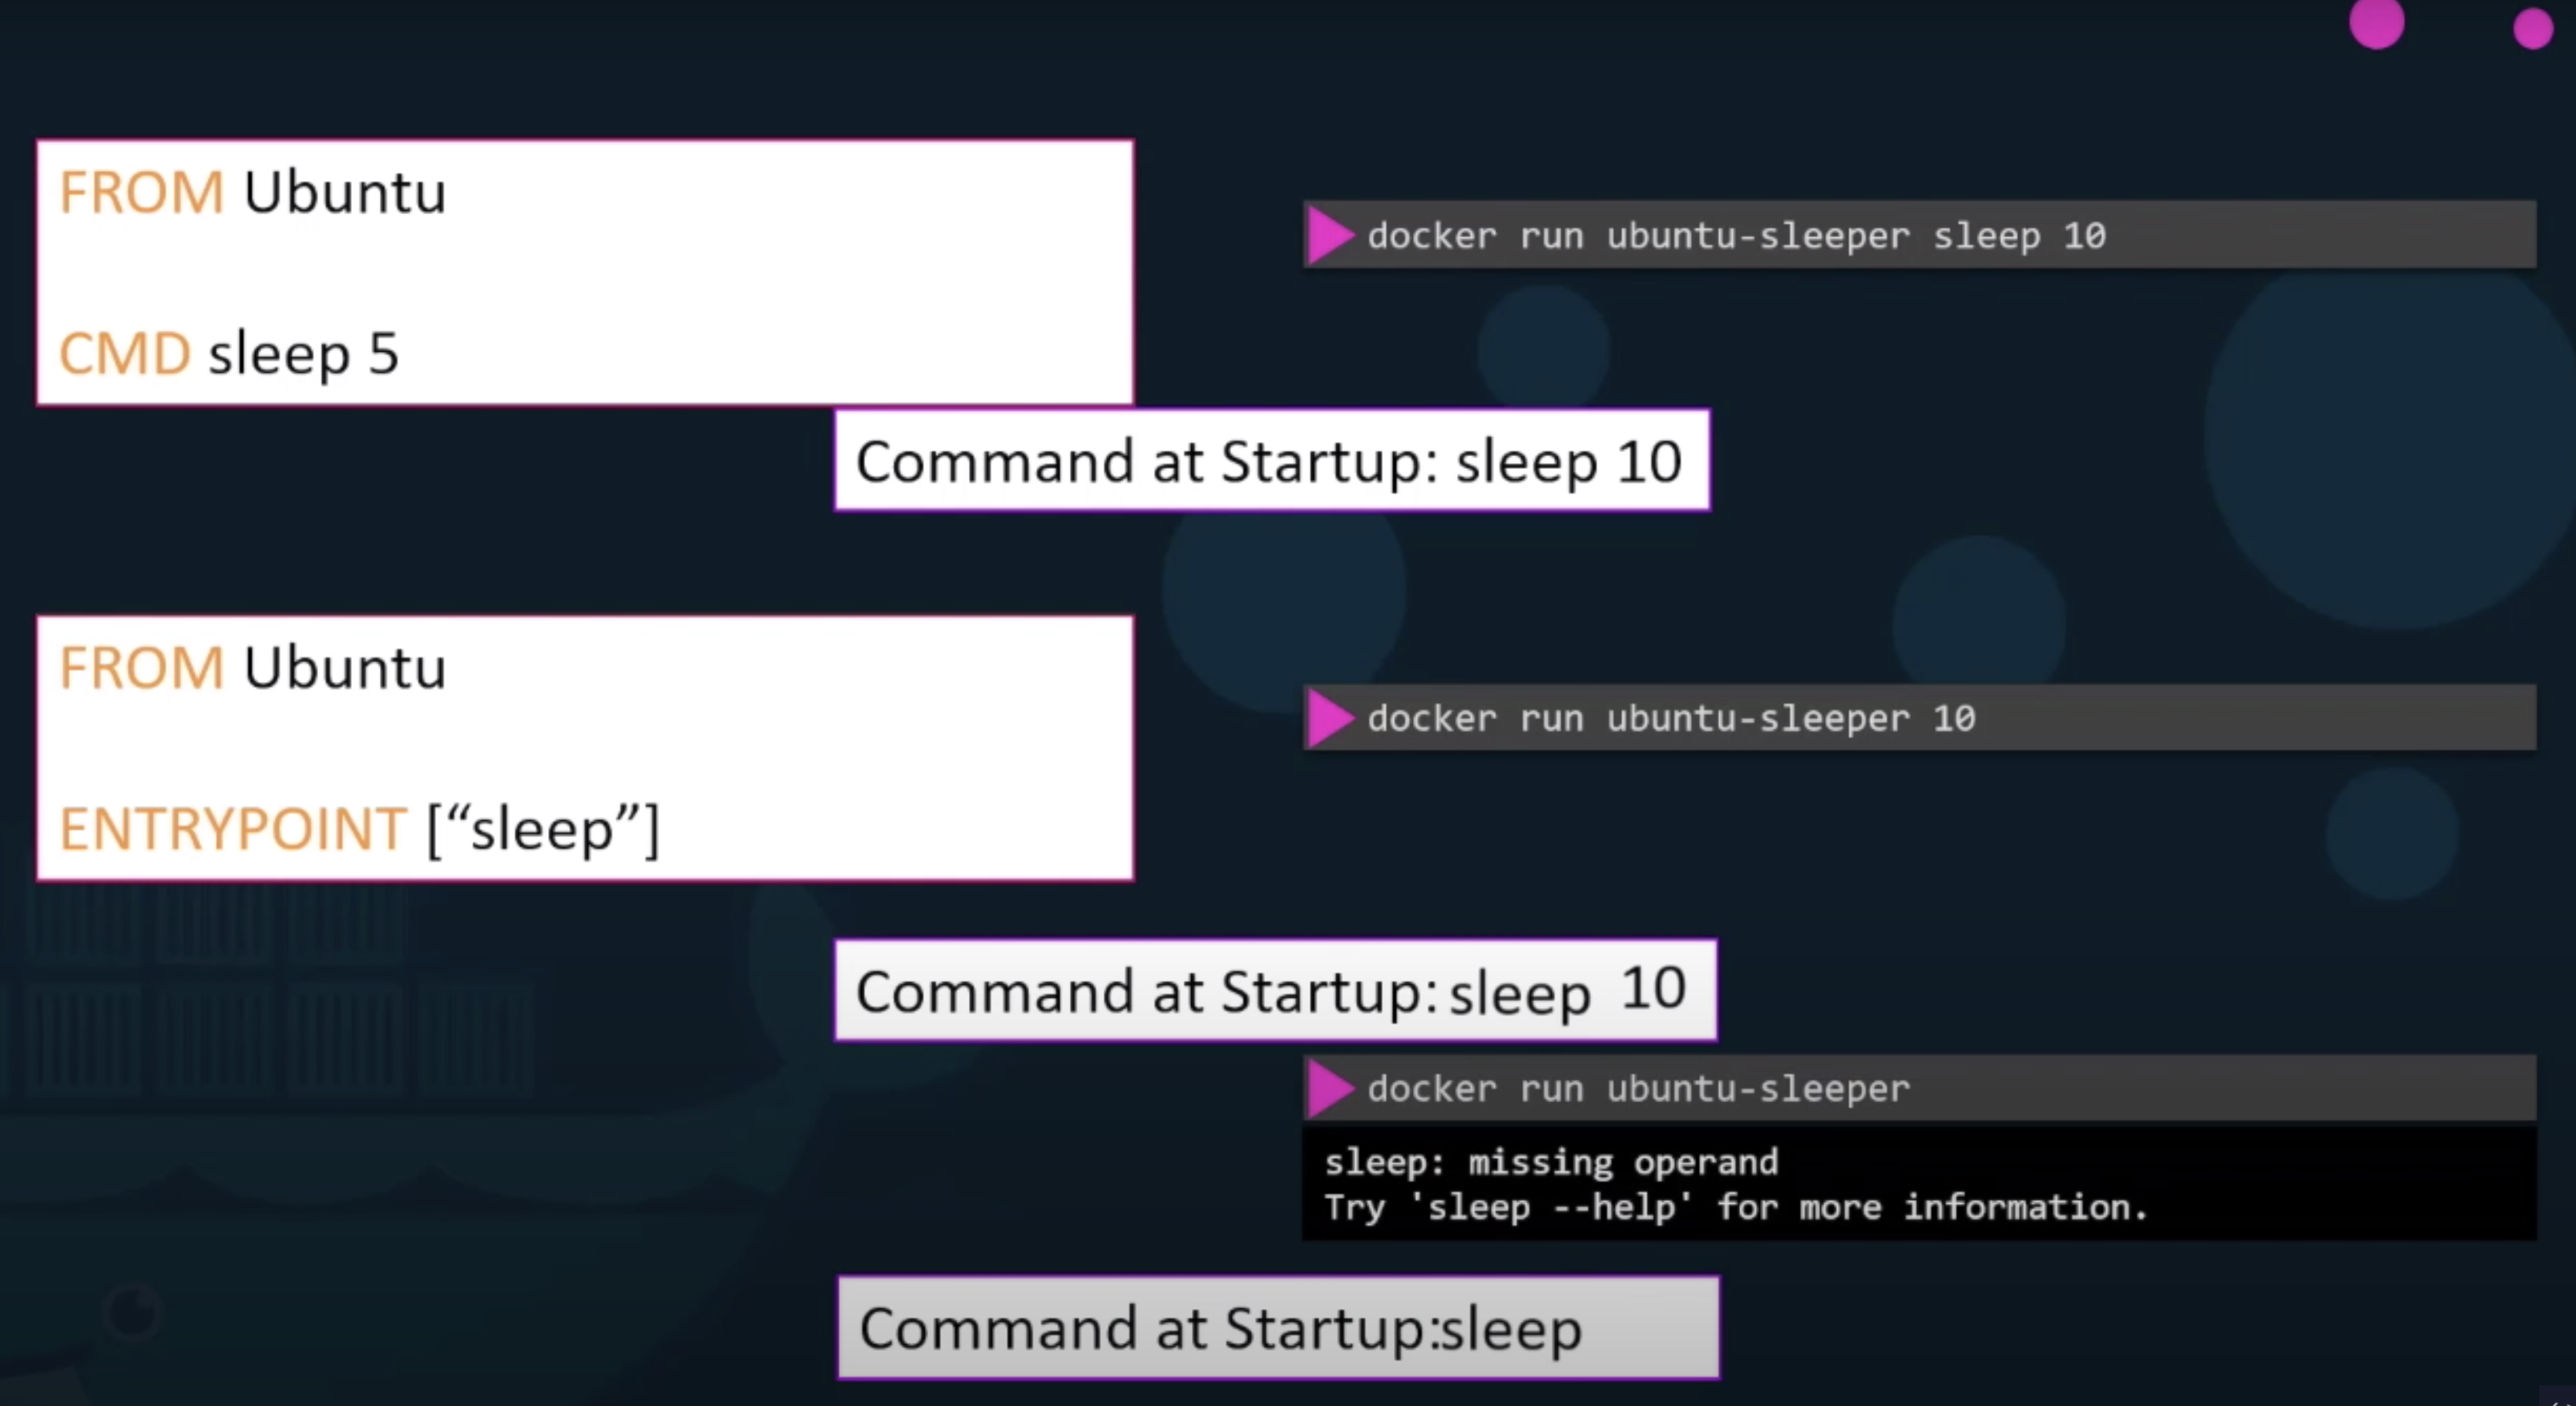 FROM Ubuntu
CMD sleep 5
docker run ubuntu-sleeper sleep 10
Command at Startup: sleep 10
FROM Ubuntu
ENTRYPOINT [“sleep”]
docker run ubuntu-sleeper 10
Command at Startup: sleep 10
docker run ubuntu-sleeper
sleep: missing operand
Try 'sleep --help' for more information.
Command at Startup:sleep